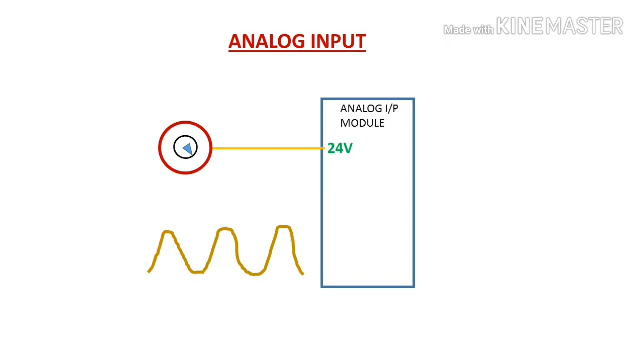 Made with KINEMASTER
ANALOG INPUT
ANALOG I/P
MODULE
24V